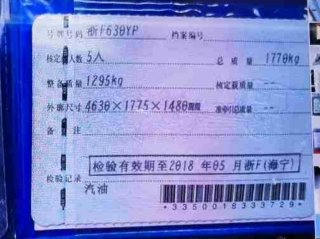 号牌号码 浙F630YP 档案编号
核定载人数 5人 总质量 1770kg
整备质量 1295kg 核定载质量
外廓尺寸 4630×1775×1480 准牵引总质量
备注
检验有效期至2018年05月浙F(海宁)
检验记录
汽油
*3350018333729*